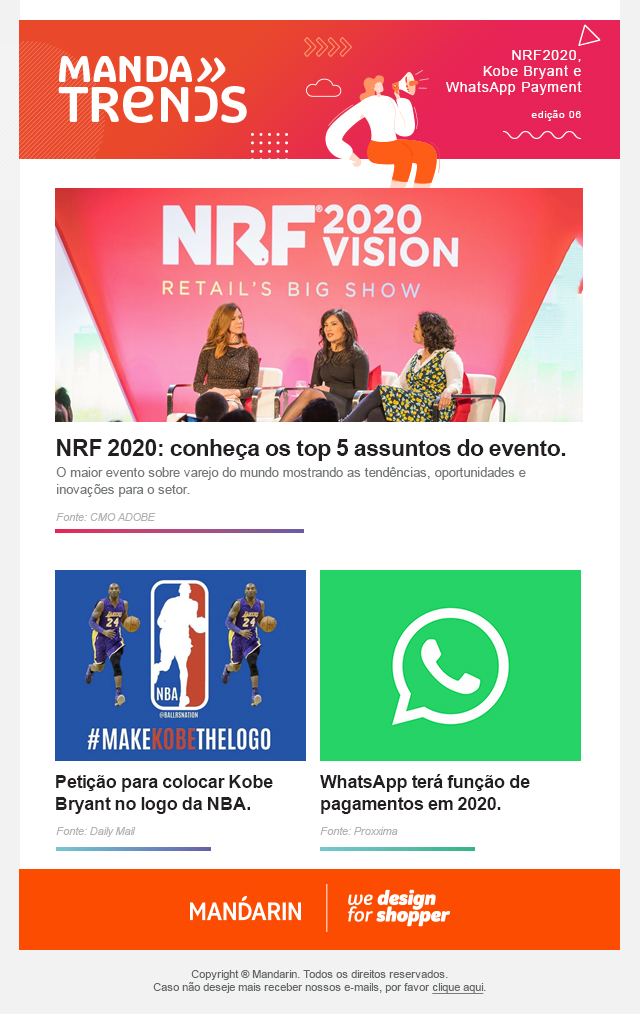 MANDA
TRENDS
NRF2020,
Kobe Bryant e
WhatsApp Payment
edição 06
NRF® 2020
VISION
RETAIL'S BIG SHOW
NRF 2020: conheça os top 5 assuntos do evento.
O maior evento sobre varejo do mundo mostrando as tendências, oportunidades e
inovações para o setor.
Fonte: CMO ADOBE
LAKERS
24
LAKERS
24
NBA
@BALLRSNATION
#MAKEKOBETHELOGO
Petição para colocar Kobe
Bryant no logo da NBA.
Fonte: Daily Mail
WhatsApp terá função de
pagamentos em 2020.
Fonte: Proxxima
MANDARIN
we design
for shopper
Copyright ® Mandarin. Todos os direitos reservados.
Caso não deseje mais receber nossos e-mails, por favor clique aqui.